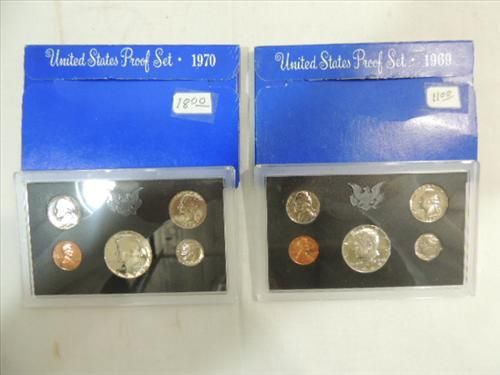 United States Proof Set · 1970
1800
United States Proof Set · 1969
1100